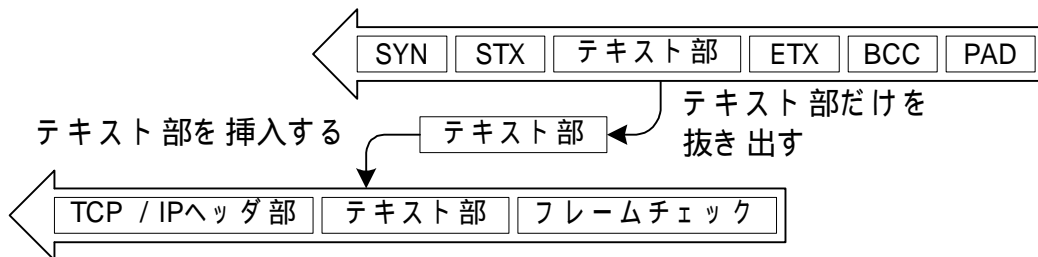 SYN STX テキスト部 ETX BCC PAD
テキスト部だけを
抜き出す
テキスト部を挿入する
テキスト部
TCP / IPヘッダ部 テキスト部 フレームチェック